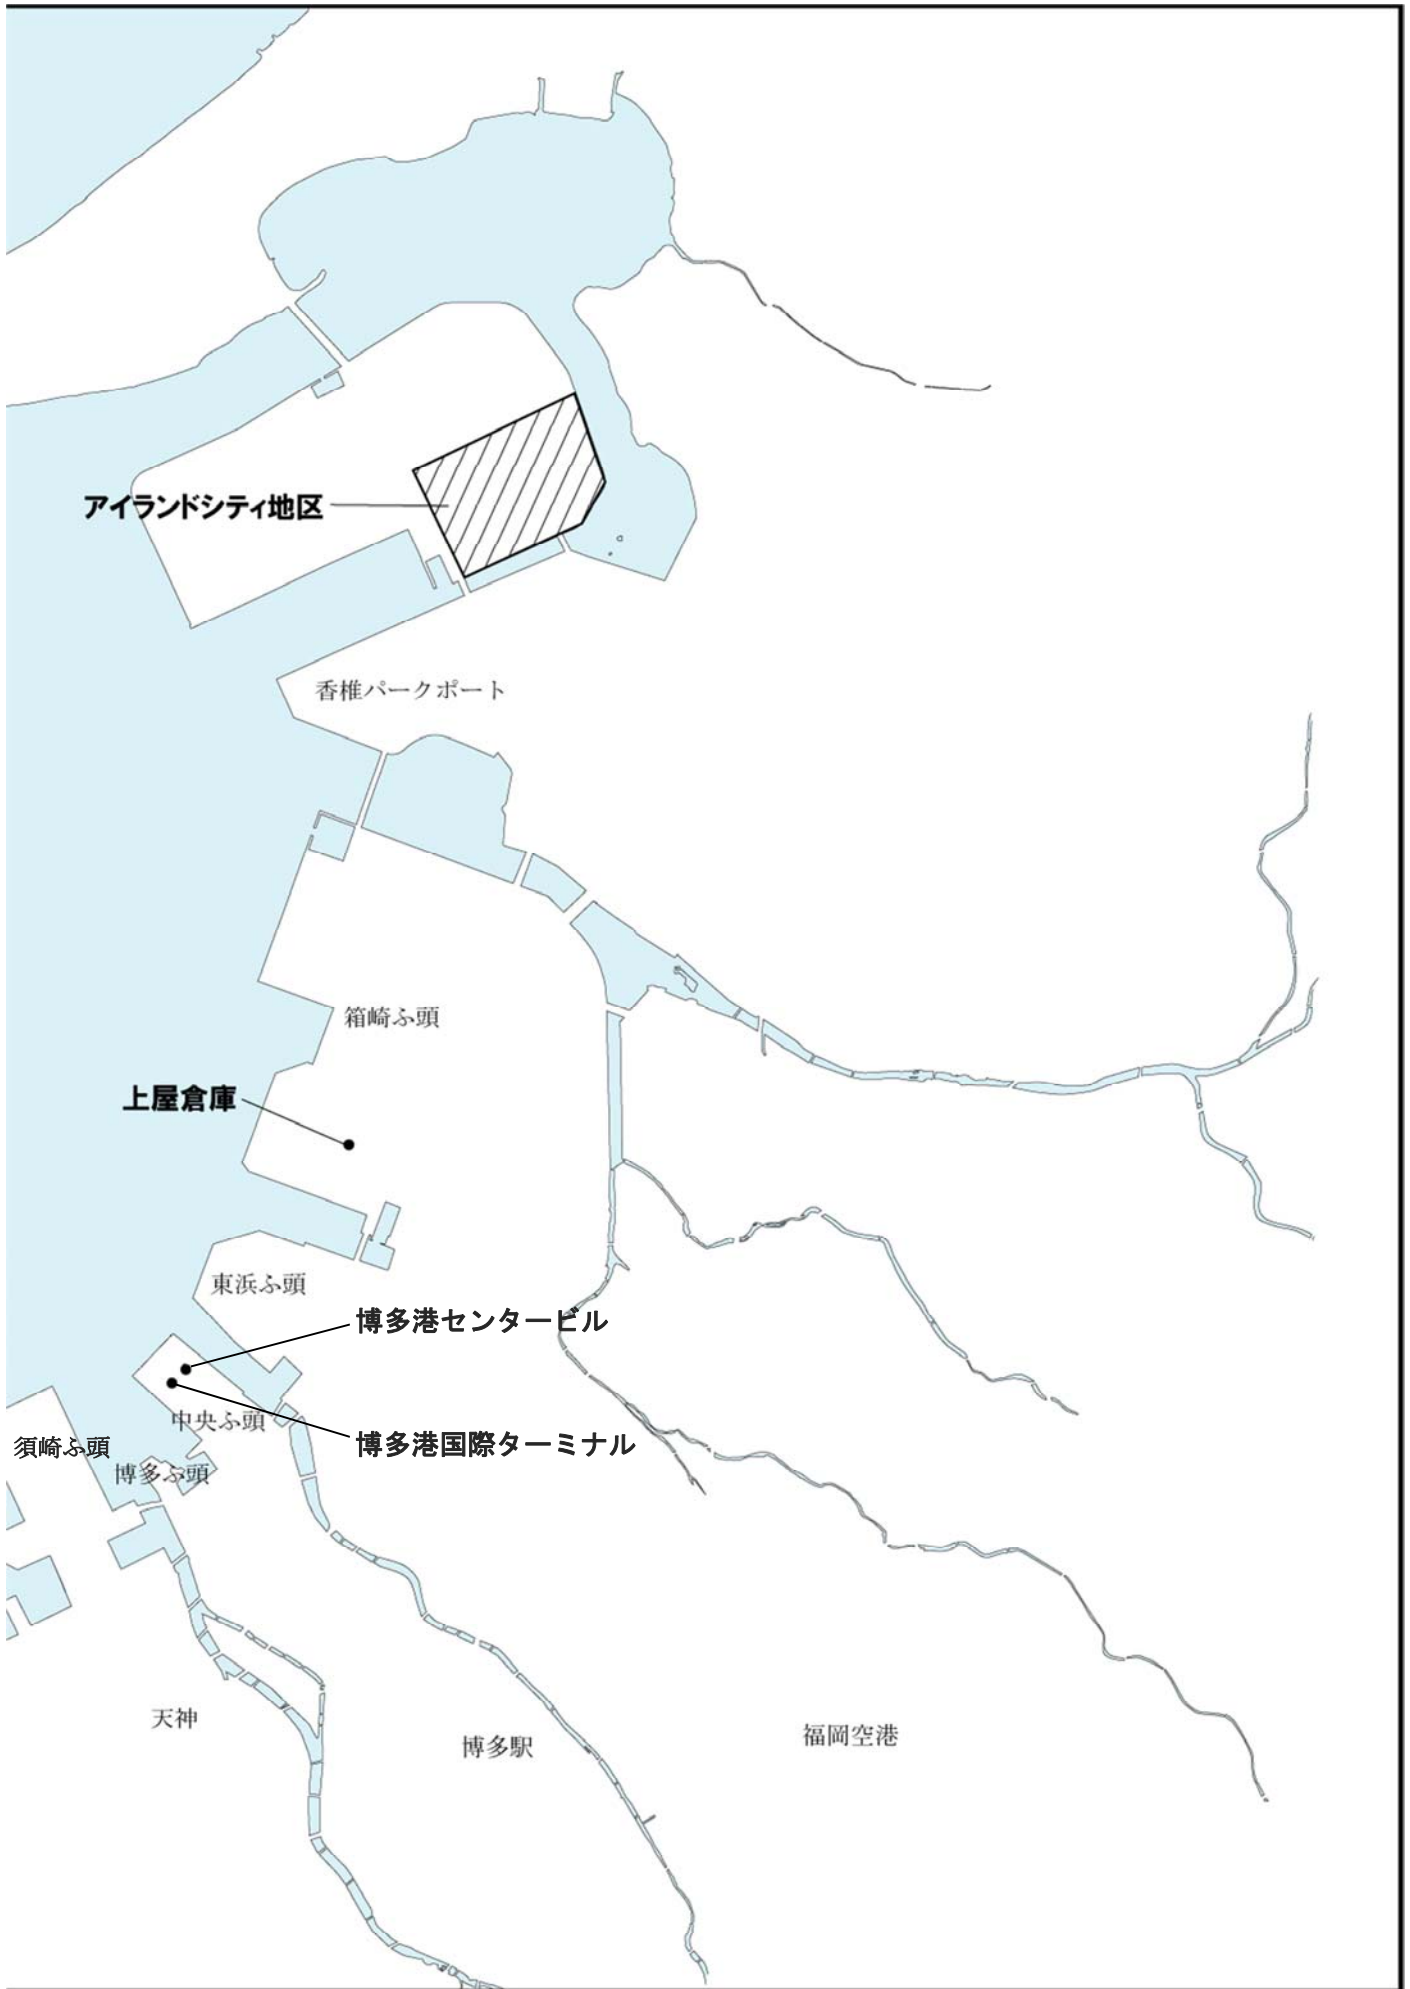 アイランドシティ地区
香椎パークポート
箱崎ふ頭
上屋倉庫
東浜ふ頭
博多港センタービル
中央ふ頭
博多港国際ターミナル
須崎ふ頭
博多ふ頭
天神
博多駅
福岡空港